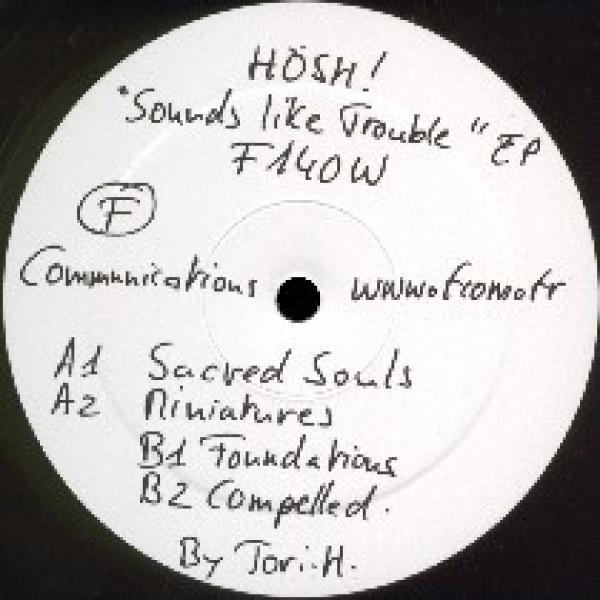 HÖSH!
"Sounds like Trouble" EP
F140W
F
Communications www.fcom.fr
A1 Sacred Souls
A2 Miniatures
B1 Foundations
B2 Compelled.
By Tori.H.